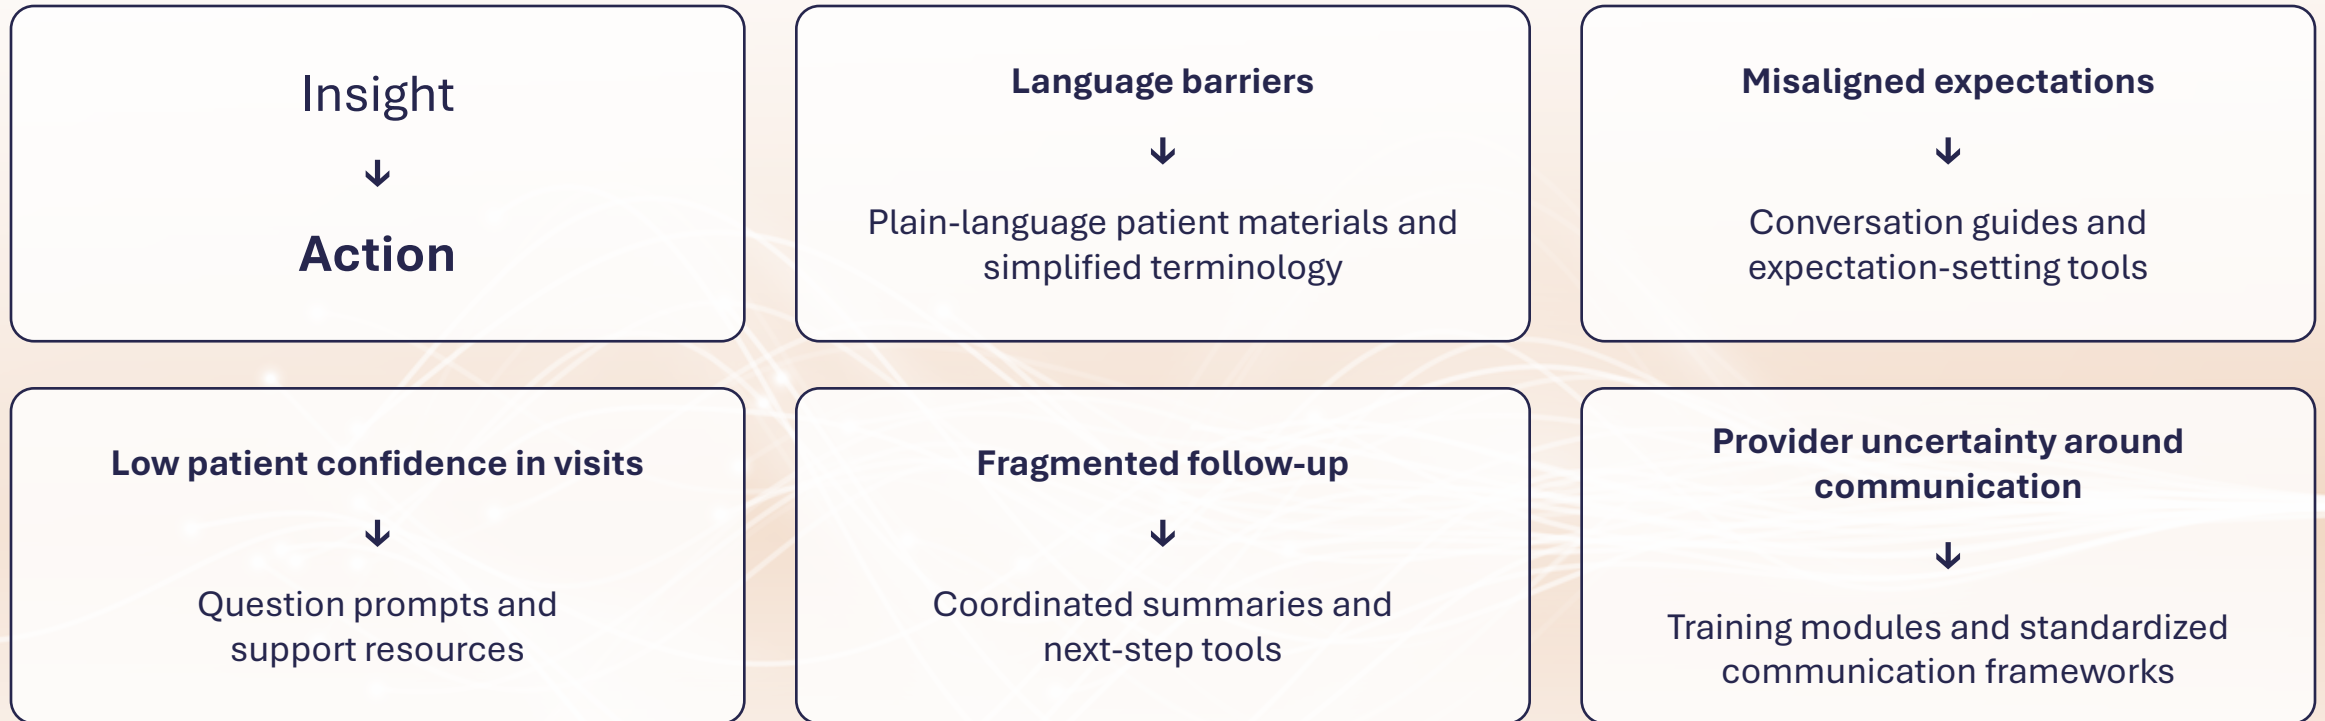 Insight
↓
Action
Language barriers
↓
Plain-language patient materials and
simplified terminology
Misaligned expectations
↓
Conversation guides and
expectation-setting tools
Low patient confidence in visits
↓
Question prompts and
support resources
Fragmented follow-up
↓
Coordinated summaries and
next-step tools
Provider uncertainty around
communication
↓
Training modules and standardized
communication frameworks